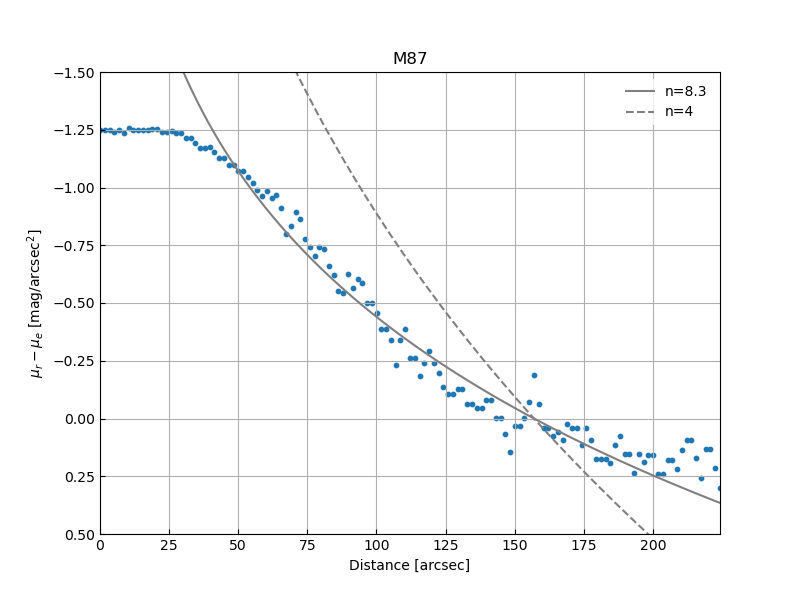 M87
n=8.3
n=4
−1.50
−1.25
−1.00
−0.75
−0.50
−0.25
0.00
0.25
0.50
μr − μe [mag/arcsec²]
0 25 50 75 100 125 150 175 200
Distance [arcsec]